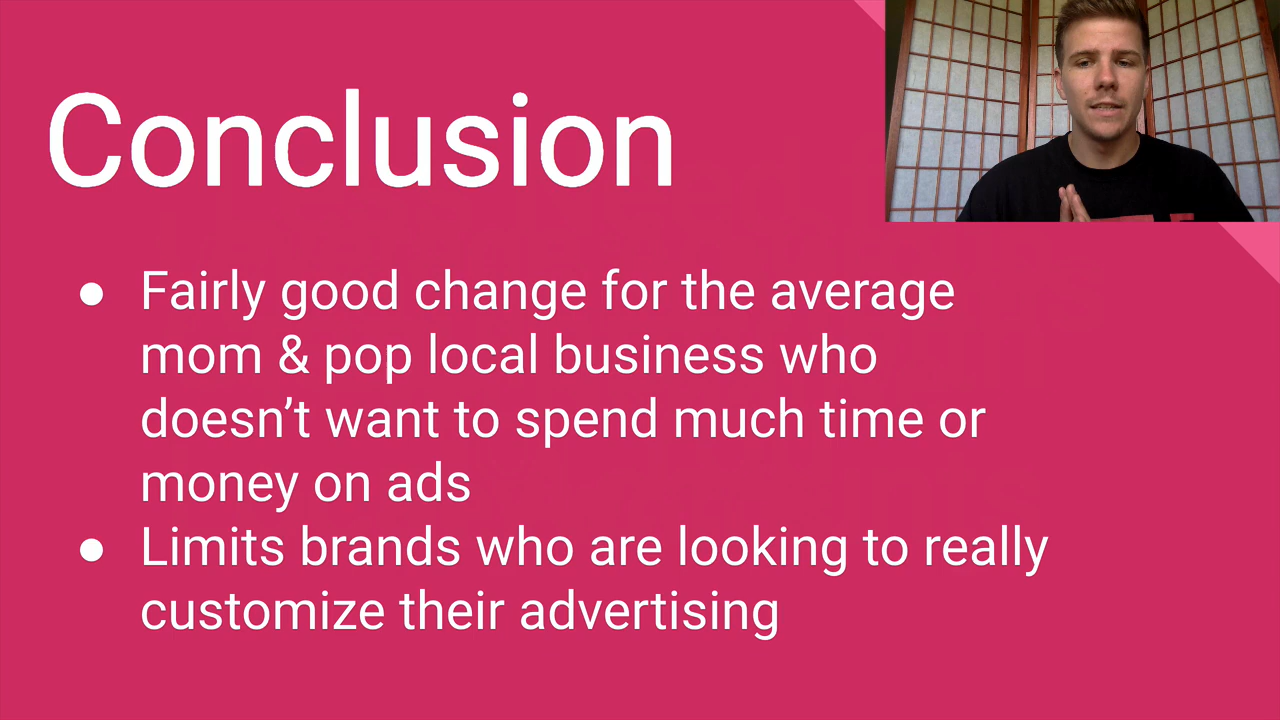 Conclusion
● Fairly good change for the average
mom & pop local business who
doesn’t want to spend much time or
money on ads
● Limits brands who are looking to really
customize their advertising